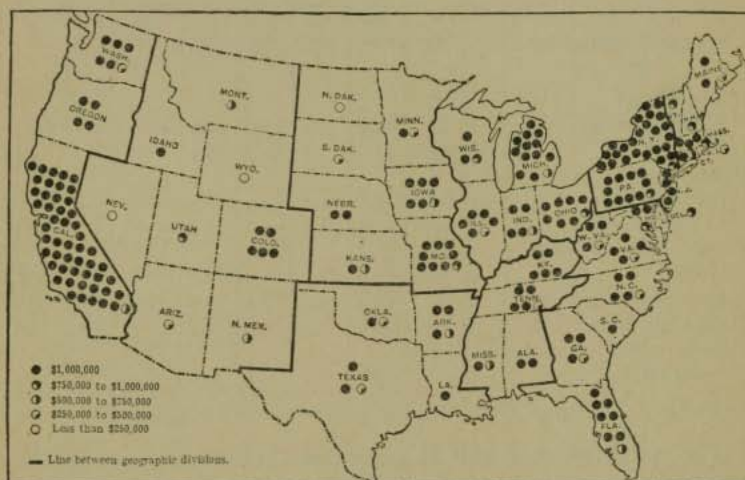 WASH.
OREGON
CAL.
NEV.
IDAHO
MONT.
WYO.
UTAH
COLO.
ARIZ.
N. MEX.
N. DAK.
S. DAK.
NEBR.
KANS.
OKLA.
TEXAS
MINN.
IOWA
MO.
ARK.
LA.
WIS.
ILL.
MICH.
IND.
OHIO
KY.
TENN.
MISS.
ALA.
GA.
FLA.
S. C.
N. C.
VA.
W. VA.
PA.
N. Y.
MAINE
MASS.
N. J.
DEL.
$1,000,000
$750,000 to $1,000,000
$500,000 to $750,000
$250,000 to $500,000
Less than $250,000
Line between geographic divisions.